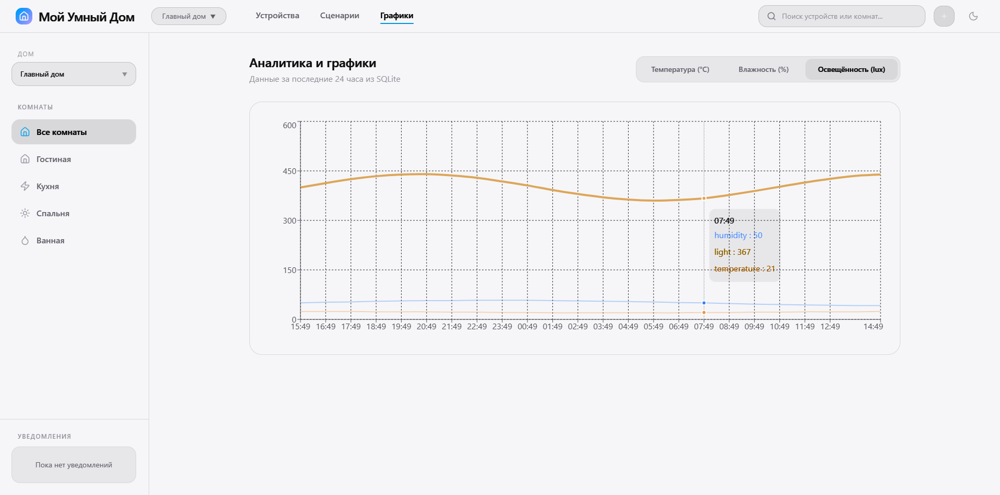 Мой Умный Дом
Главный дом ▼
Устройства
Сценарии
Графики
Поиск устройств или комнат...
+
ДОМ
Главный дом ▼
КОМНАТЫ
Все комнаты
Гостиная
Кухня
Спальня
Ванная
УВЕДОМЛЕНИЯ
Пока нет уведомлений
Аналитика и графики
Данные за последние 24 часа из SQLite
Температура (°C)
Влажность (%)
Освещённость (lux)
600
450
300
150
0
07:49
humidity : 50
light : 367
temperature : 21
15:49 16:49 17:49 18:49 19:49 20:49 21:49 22:49 23:49 00:49 01:49 02:49 03:49 04:49 05:49 06:49 07:49 08:49 09:49 10:49 11:49 12:49 14:49